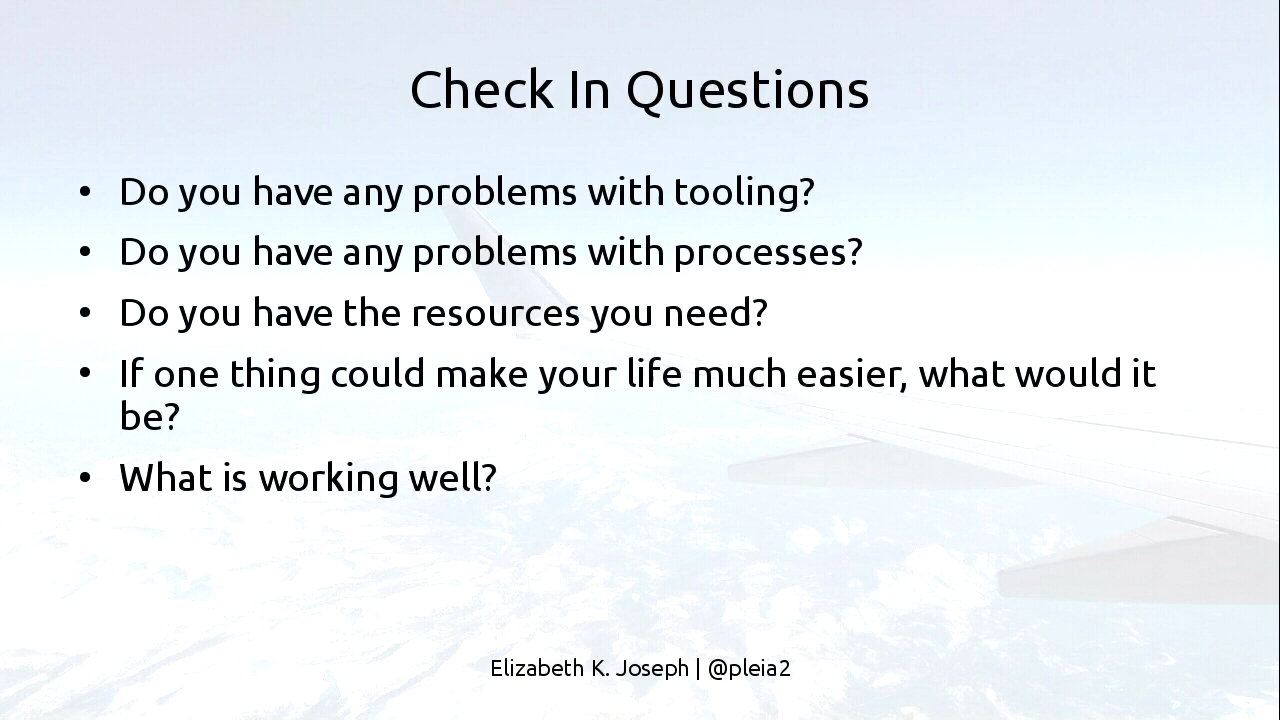 Check In Questions
• Do you have any problems with tooling?
• Do you have any problems with processes?
• Do you have the resources you need?
• If one thing could make your life much easier, what would it
be?
• What is working well?
Elizabeth K. Joseph | @pleia2